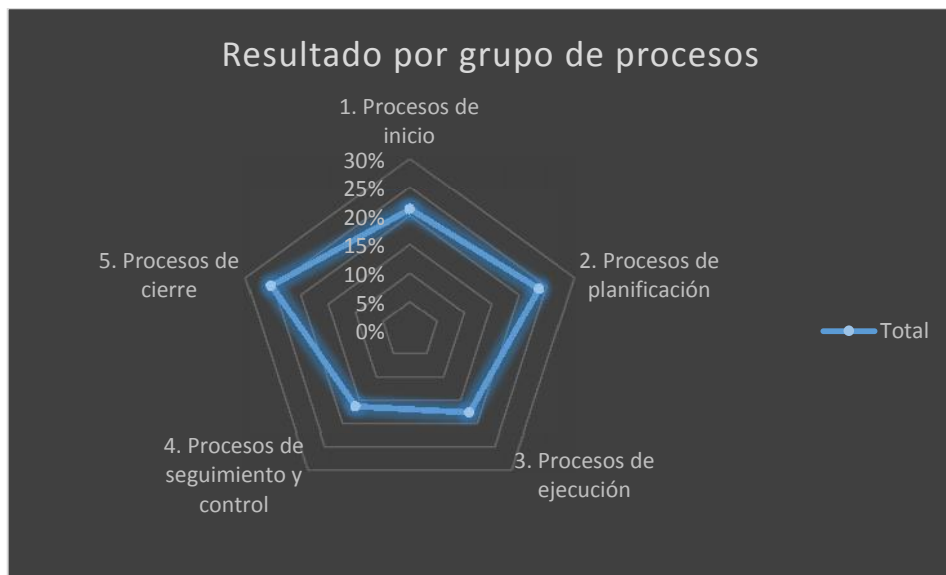 Resultado por grupo de procesos
1. Procesos de
inicio
30%
25%
20%
15%
10%
5%
0%
2. Procesos de
planificación
3. Procesos de
ejecución
4. Procesos de
seguimiento y
control
5. Procesos de
cierre
Total